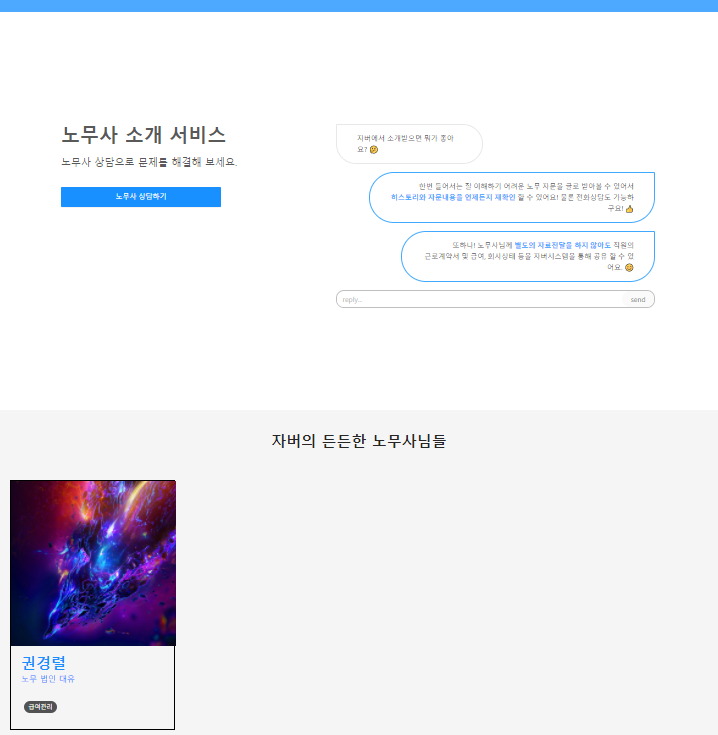 노무사 소개 서비스
노무사 상담으로 문제를 해결해 보세요.
노무사 상담하기
자버에서 소개받으면 뭐가 좋아
요? 🤔
한번 들어서는 잘 이해하기 어려운 노무 자문을 글로 받아볼 수 있어서
히스토리와 자문내용을 언제든지 재확인 할 수 있어요! 물론 전화상담도 가능하
구요! 👍
또하나! 노무사님께 별도의 자료전달을 하지 않아도 직원의
근로계약서 및 급여, 회사상태 등을 자버시스템을 통해 공유 할 수 있
어요. 😊
reply...
send
자버의 든든한 노무사님들
권경렬
노무 법인 대유
급여관리